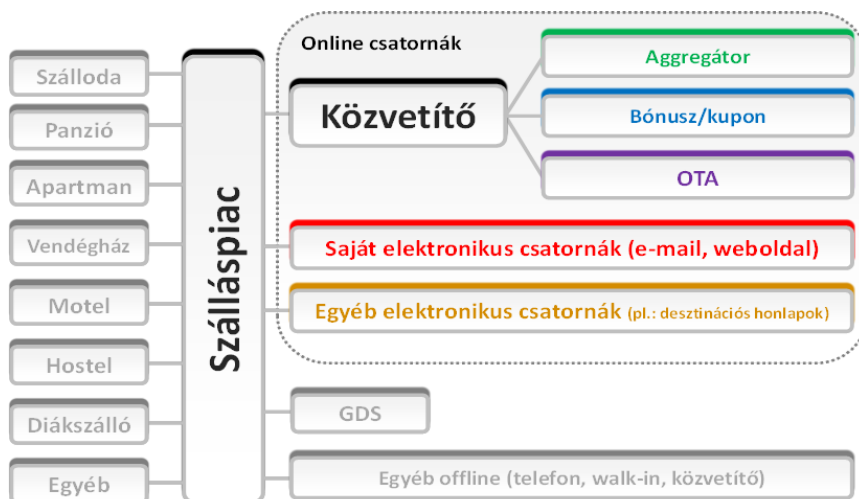 Szálloda
Panzió
Apartman
Vendégház
Motel
Hostel
Diákszálló
Egyéb
Szálláspiac
Online csatornák
Közvetítő
Aggregátor
Bónusz/kupon
OTA
Saját elektronikus csatornák (e-mail, weboldal)
Egyéb elektronikus csatornák (pl.: desztinációs honlapok)
GDS
Egyéb offline (telefon, walk-in, közvetítő)